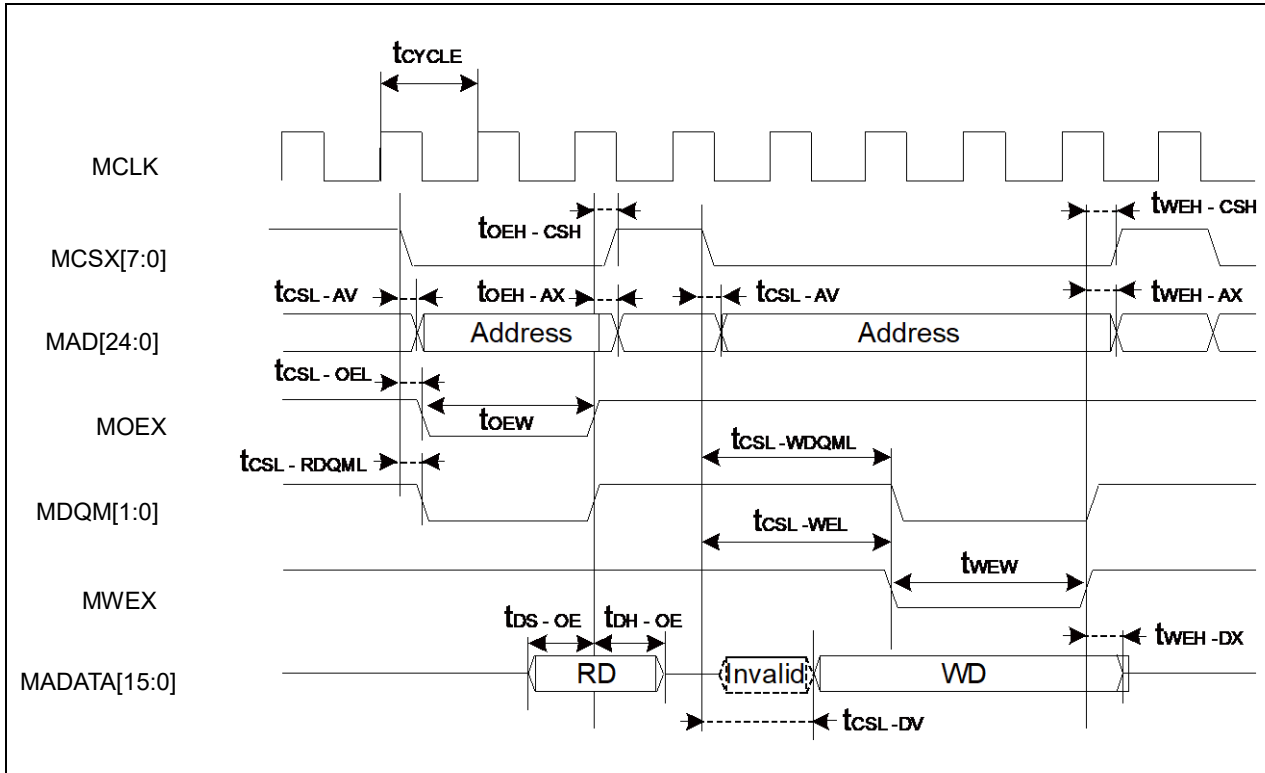 tCYCLE
MCLK
tOEH - CSH
tWEH - CSH
MCSX[7:0]
tCSL - AV
tOEH - AX
tCSL - AV
tWEH - AX
MAD[24:0]
Address
Address
tCSL - OEL
MOEX
tOEW
tCSL - RDQML
tCSL -WDQML
MDQM[1:0]
tCSL -WEL
tWEW
MWEX
tDS - OE
tDH - OE
tWEH -DX
MADATA[15:0]
RD
Invalid
WD
tCSL -DV